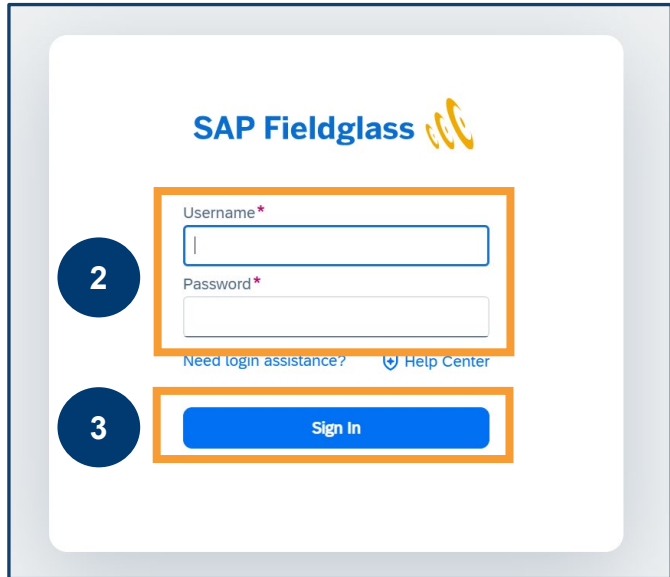 SAP Fieldglass
Username*
2
Password*
Need login assistance? Help Center
3
Sign In